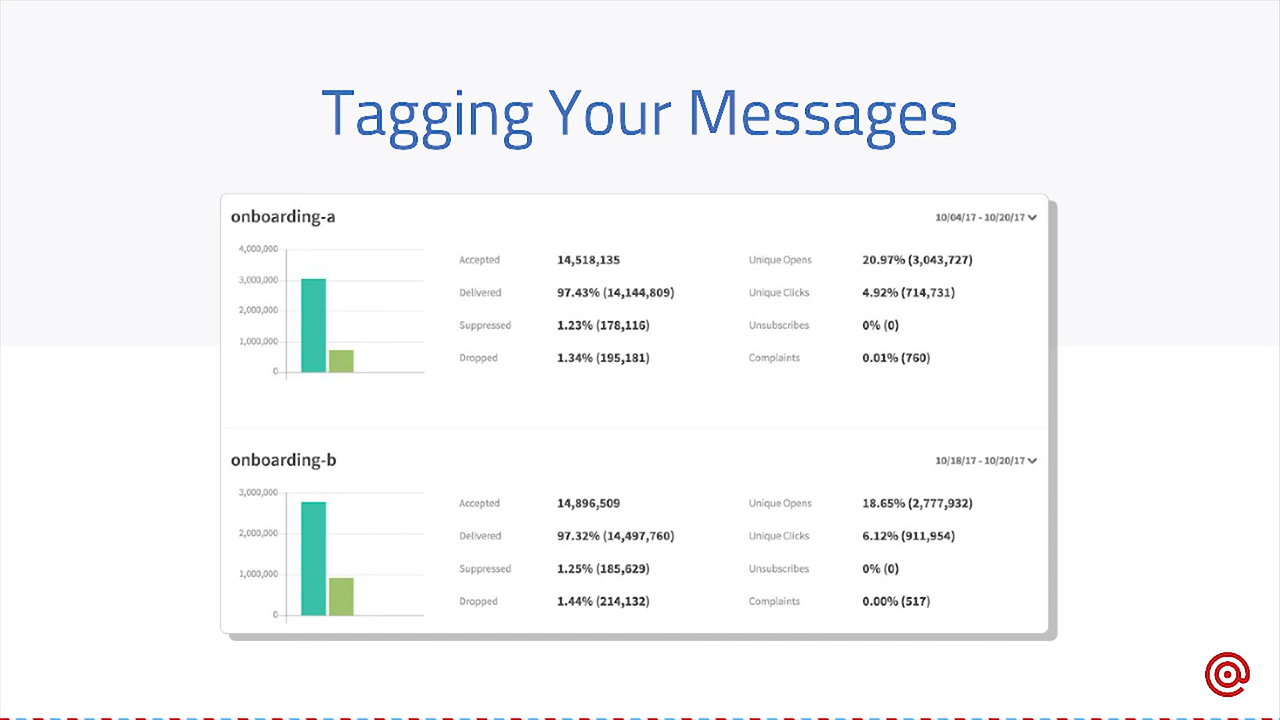 Tagging Your Messages
onboarding-a
10/04/17 - 10/20/17
4,000,000
3,000,000
2,000,000
1,000,000
0
Accepted 14,518,135 Unique Opens 20.97% (3,043,727)
Delivered 97.43% (14,144,809) Unique Clicks 4.92% (714,731)
Suppressed 1.23% (178,116) Unsubscribes 0% (0)
Dropped 1.34% (195,181) Complaints 0.01% (760)
onboarding-b
10/18/17 - 10/20/17
3,000,000
2,000,000
1,000,000
0
Accepted 14,896,509 Unique Opens 18.65% (2,777,932)
Delivered 97.32% (14,497,760) Unique Clicks 6.12% (911,954)
Suppressed 1.25% (185,629) Unsubscribes 0% (0)
Dropped 1.44% (214,132) Complaints 0.00% (517)